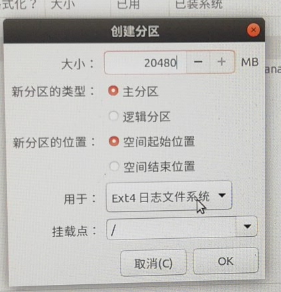 大小 已用 已装系统
创建分区
大小： 20480 － ＋ MB
新分区的类型： 主分区
逻辑分区
新分区的位置： 空间起始位置
空间结束位置
用于： Ext4 日志文件系统
挂载点： /
取消(C) OK